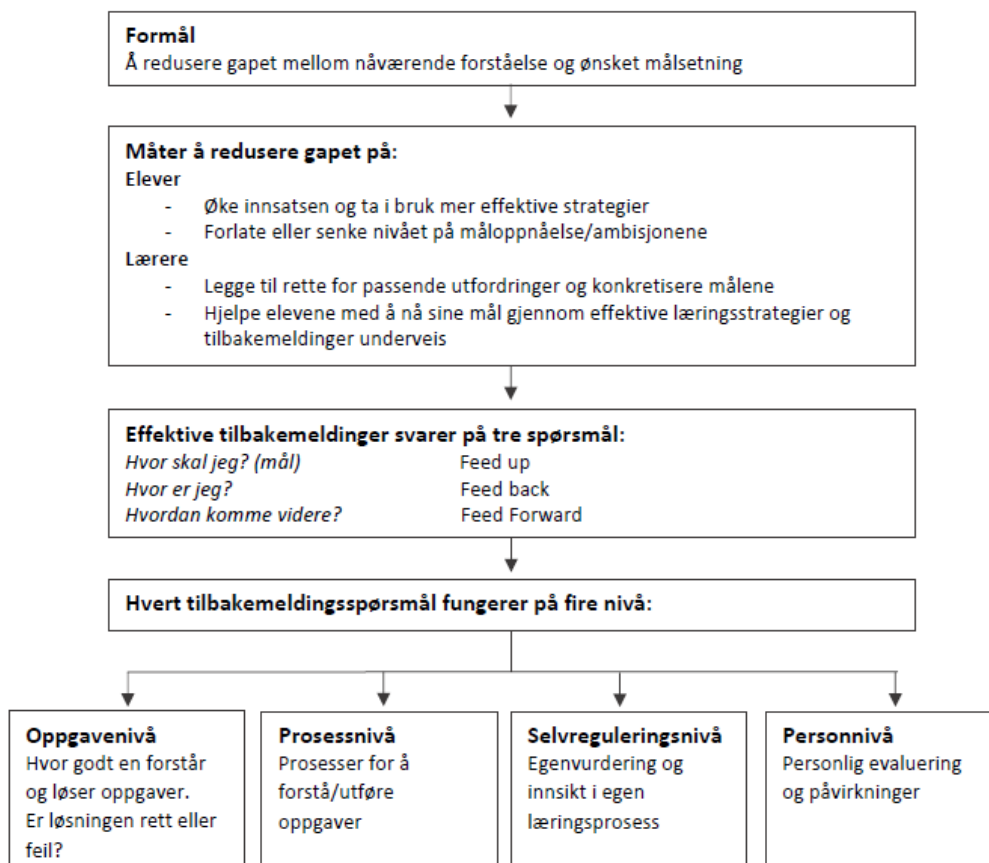 Formål
Å redusere gapet mellom nåværende forståelse og ønsket målsetning
Måter å redusere gapet på:
Elever
- Øke innsatsen og ta i bruk mer effektive strategier
- Forlate eller senke nivået på måloppnåelse/ambisjonene
Lærere
- Legge til rette for passende utfordringer og konkretisere målene
- Hjelpe elevene med å nå sine mål gjennom effektive læringsstrategier og
tilbakemeldinger underveis
Effektive tilbakemeldinger svarer på tre spørsmål:
Hvor skal jeg? (mål) Feed up
Hvor er jeg? Feed back
Hvordan komme videre? Feed Forward
Hvert tilbakemeldingsspørsmål fungerer på fire nivå:
Oppgavenivå
Hvor godt en forstår
og løser oppgaver.
Er løsningen rett eller
feil?
Prosessnivå
Prosesser for å
forstå/utføre
oppgaver
Selvreguleringsnivå
Egenvurdering og
innsikt i egen
læringsprosess
Personnivå
Personlig evaluering
og påvirkninger